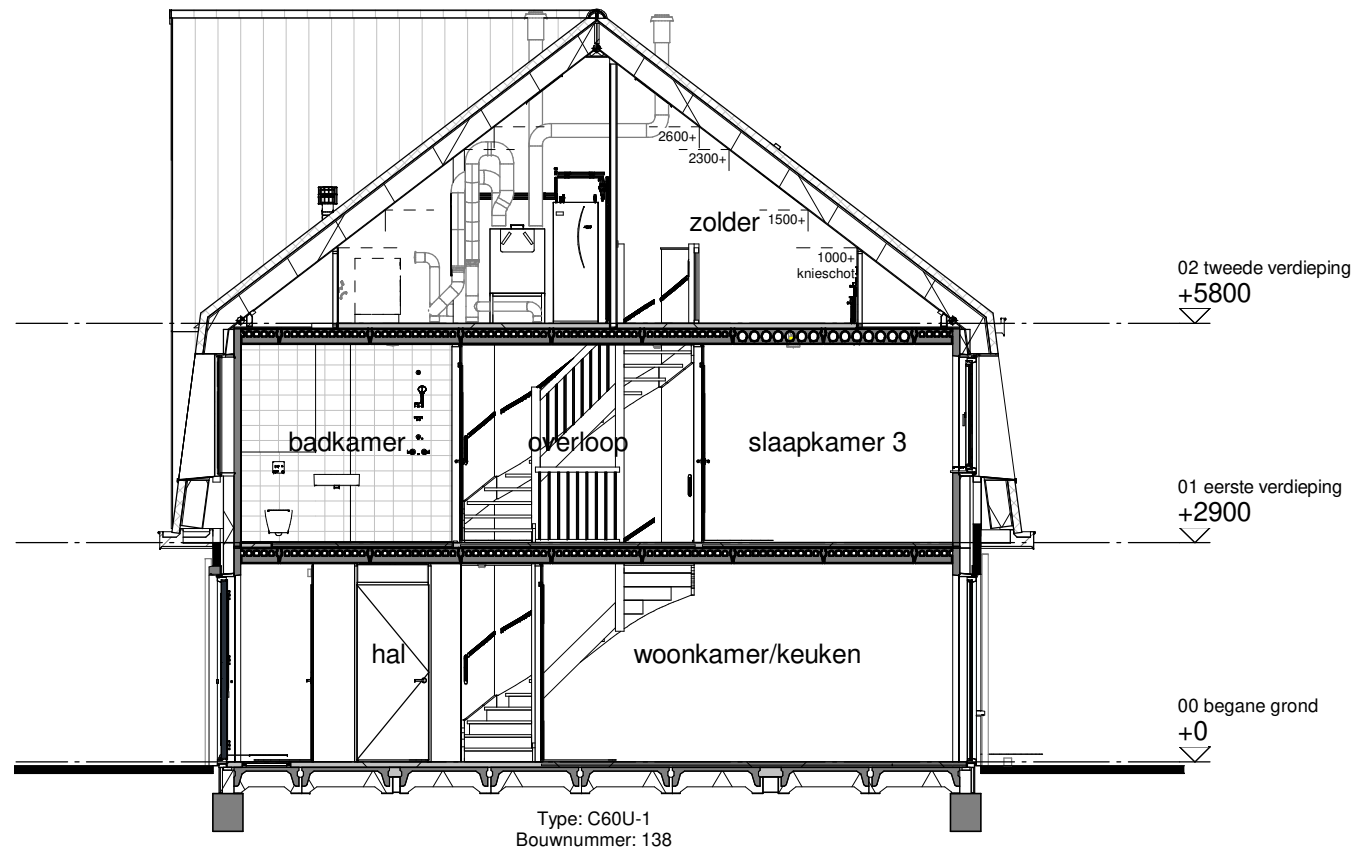 2600+
2300+
zolder
1500+
1000+
knieschot
02 tweede verdieping
+5800
badkamer
overloop
slaapkamer 3
01 eerste verdieping
+2900
hal
woonkamer/keuken
00 begane grond
+0
Type: C60U-1
Bouwnummer: 138